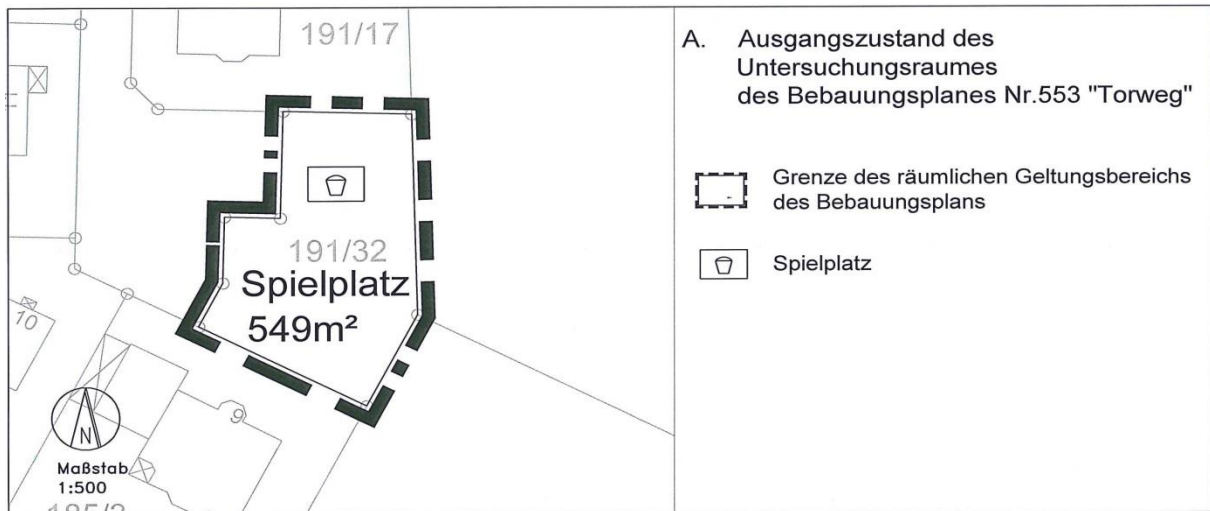 191/17
191/32
Spielplatz
549m²
10
9
N
Maßstab
1:500
A. Ausgangszustand des
Untersuchungsraumes
des Bebauungsplanes Nr.553 "Torweg"
Grenze des räumlichen Geltungsbereichs
des Bebauungsplans
Spielplatz